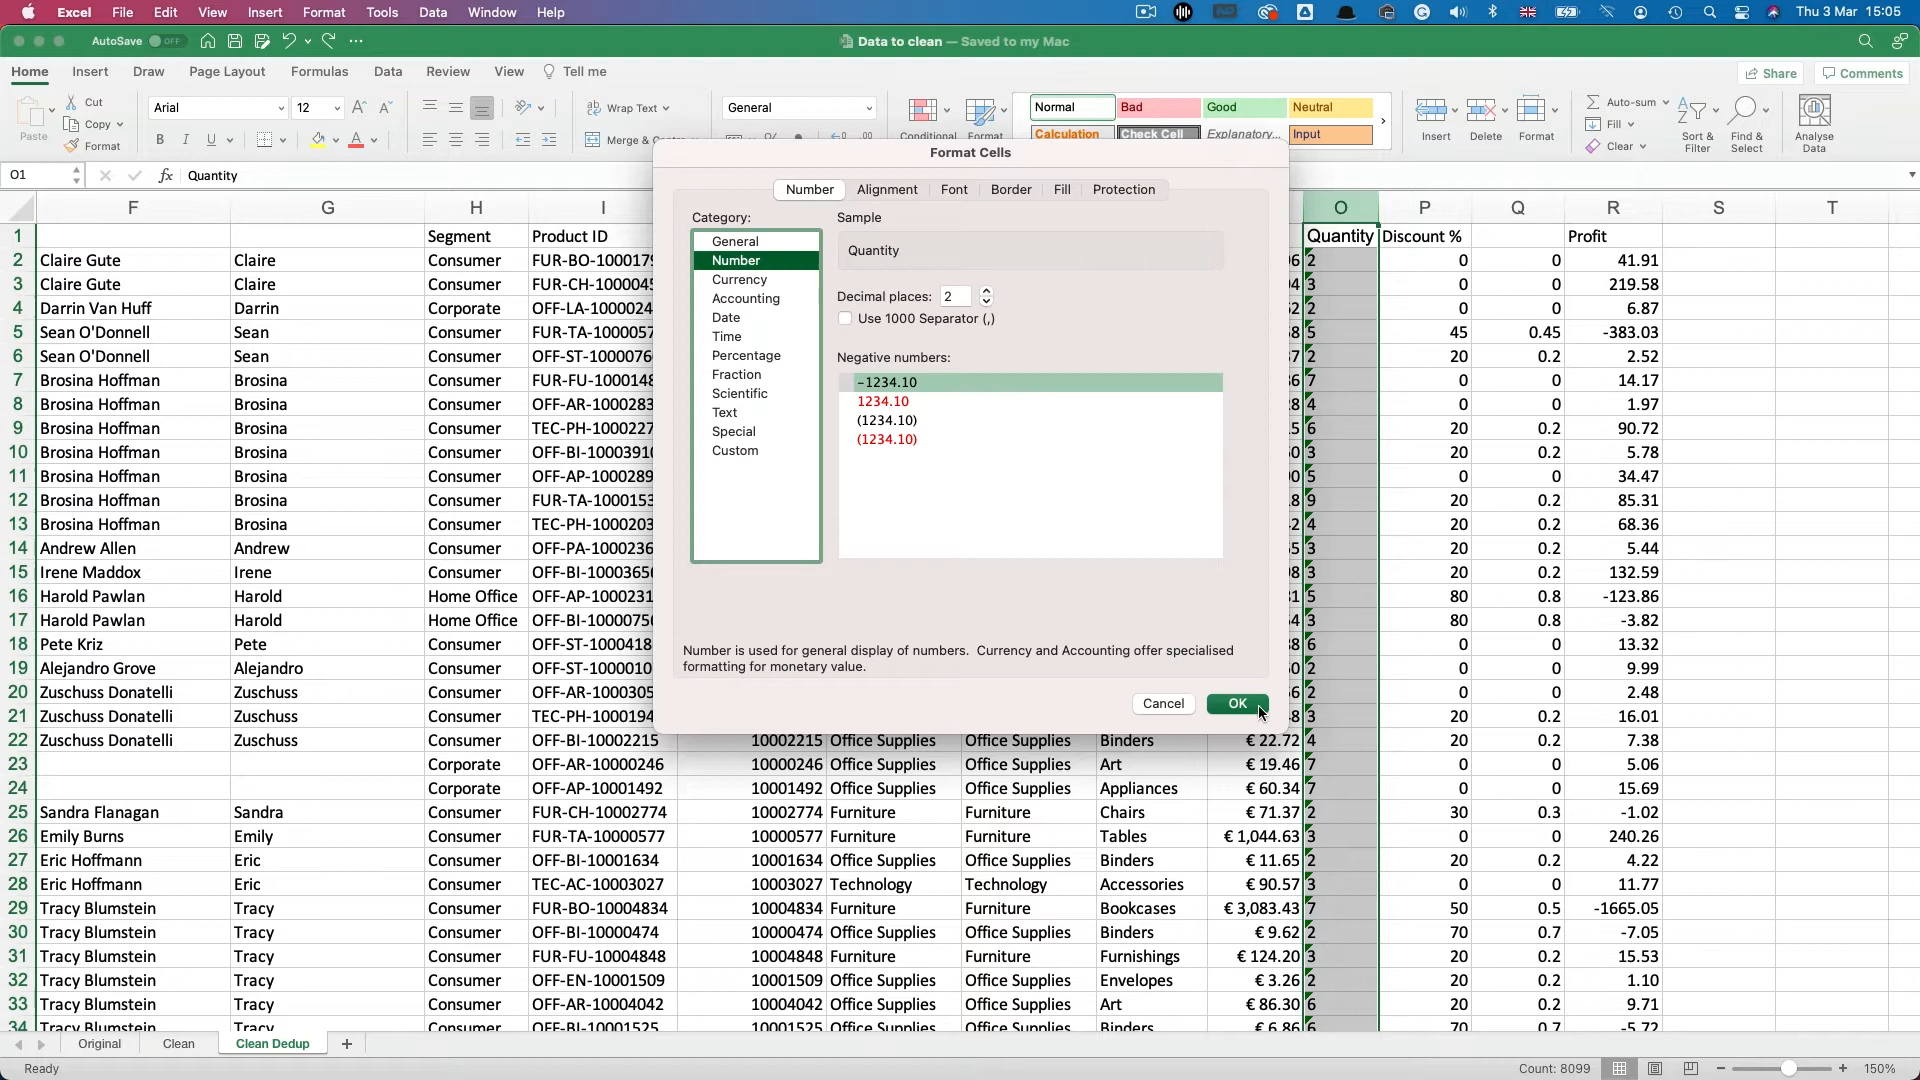 Excel File Edit View Insert Format Tools Data Window Help Thu 3 Mar 15:05
AutoSave OFF Data to clean — Saved to my Mac
Home Insert Draw Page Layout Formulas Data Review View Tell me Share Comments
Paste Cut Copy Format Arial 12 Wrap Text General Normal Bad Good Neutral Auto-sum Fill Clear
B I U Merge & Conditional Format Calculation Check Cell Explanatory... Input Insert Delete Format Sort & Filter Find & Select Analyse Data
O1 fx Quantity
Format Cells
Number Alignment Font Border Fill Protection
Category:
General
Number
Currency
Accounting
Date
Time
Percentage
Fraction
Scientific
Text
Special
Custom
Sample
Quantity
Decimal places: 2
Use 1000 Separator (,)
Negative numbers:
-1234.10
1234.10
(1234.10)
(1234.10)
Number is used for general display of numbers. Currency and Accounting offer specialised
formatting for monetary value.
Cancel OK
F G H I O P Q R S T
1 Segment Product ID Quantity Discount % Profit
2 Claire Gute Claire Consumer FUR-BO-1000179 2 0 0 41.91
3 Claire Gute Claire Consumer FUR-CH-1000045 3 0 0 219.58
4 Darrin Van Huff Darrin Corporate OFF-LA-1000024 2 0 0 6.87
5 Sean O'Donnell Sean Consumer FUR-TA-1000057 5 45 0.45 -383.03
6 Sean O'Donnell Sean Consumer OFF-ST-1000076 2 20 0.2 2.52
7 Brosina Hoffman Brosina Consumer FUR-FU-1000148 7 0 0 14.17
8 Brosina Hoffman Brosina Consumer OFF-AR-1000283 4 0 0 1.97
9 Brosina Hoffman Brosina Consumer TEC-PH-1000227 6 20 0.2 90.72
10 Brosina Hoffman Brosina Consumer OFF-BI-1000391 3 20 0.2 5.78
11 Brosina Hoffman Brosina Consumer OFF-AP-1000289 5 0 0 34.47
12 Brosina Hoffman Brosina Consumer FUR-TA-1000153 9 20 0.2 85.31
13 Brosina Hoffman Brosina Consumer TEC-PH-1000203 4 20 0.2 68.36
14 Andrew Allen Andrew Consumer OFF-PA-1000236 3 20 0.2 5.44
15 Irene Maddox Irene Consumer OFF-BI-1000365 3 20 0.2 132.59
16 Harold Pawlan Harold Home Office OFF-AP-1000231 5 80 0.8 -123.86
17 Harold Pawlan Harold Home Office OFF-BI-1000075 3 80 0.8 -3.82
18 Pete Kriz Pete Consumer OFF-ST-1000418 6 0 0 13.32
19 Alejandro Grove Alejandro Consumer OFF-ST-1000010 2 0 0 9.99
20 Zuschuss Donatelli Zuschuss Consumer OFF-AR-1000305 2 0 0 2.48
21 Zuschuss Donatelli Zuschuss Consumer TEC-PH-1000194 3 20 0.2 16.01
22 Zuschuss Donatelli Zuschuss Consumer OFF-BI-10002215 10002215 Office Supplies Office Supplies Binders € 22.72 4 20 0.2 7.38
23 Corporate OFF-AR-10000246 10000246 Office Supplies Office Supplies Art € 19.46 7 0 0 5.06
24 Corporate OFF-AP-10001492 10001492 Office Supplies Office Supplies Appliances € 60.34 7 0 0 15.69
25 Sandra Flanagan Sandra Consumer FUR-CH-10002774 10002774 Furniture Furniture Chairs € 71.37 2 30 0.3 -1.02
26 Emily Burns Emily Consumer FUR-TA-10000577 10000577 Furniture Furniture Tables € 1,044.63 3 0 0 240.26
27 Eric Hoffmann Eric Consumer OFF-BI-10001634 10001634 Office Supplies Office Supplies Binders € 11.65 2 20 0.2 4.22
28 Eric Hoffmann Eric Consumer TEC-AC-10003027 10003027 Technology Technology Accessories € 90.57 3 0 0 11.77
29 Tracy Blumstein Tracy Consumer FUR-BO-10004834 10004834 Furniture Furniture Bookcases € 3,083.43 7 50 0.5 -1665.05
30 Tracy Blumstein Tracy Consumer OFF-BI-10000474 10000474 Office Supplies Office Supplies Binders € 9.62 2 70 0.7 -7.05
31 Tracy Blumstein Tracy Consumer FUR-FU-10004848 10004848 Furniture Furniture Furnishings € 124.20 3 20 0.2 15.53
32 Tracy Blumstein Tracy Consumer OFF-EN-10001509 10001509 Office Supplies Office Supplies Envelopes € 3.26 2 20 0.2 1.10
33 Tracy Blumstein Tracy Consumer OFF-AR-10004042 10004042 Office Supplies Office Supplies Art € 86.30 6 20 0.2 9.71
34 Tracy Blumstein Tracy Consumer OFF-BI-10001525 10001525 Office Supplies Office Supplies Binders € 6.86 6 70 0.7 -5.72
Original Clean Clean Dedup
Ready Count: 8099 150%